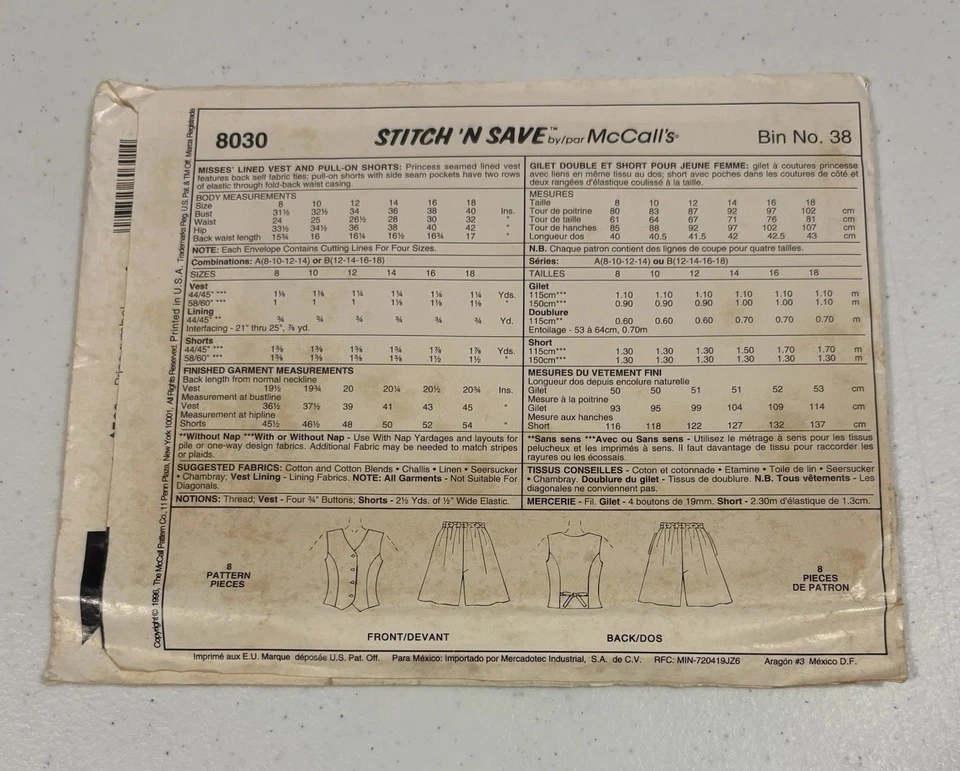 8030
STITCH 'N SAVE™ by/par McCall's®
Bin No. 38
MISSES' LINED VEST AND PULL-ON SHORTS: Princess seamed lined vest
features back self fabric ties; pull-on shorts with side seam pockets have two rows
of elastic through fold-back waist casing.
BODY MEASUREMENTS
Size 8 10 12 14 16 18
Bust 31½ 32½ 34 36 38 40 Ins.
Waist 24 25 26½ 28 30 32 "
Hip 33½ 34½ 36 38 40 42 "
Back waist length 15¾ 16 16¼ 16½ 16¾ 17 "
NOTE: Each Envelope Contains Cutting Lines For Four Sizes.
Combinations: A(8-10-12-14) or B(12-14-16-18)
SIZES 8 10 12 14 16 18
Vest
44/45" *** 1⅛ 1⅛ 1¼ 1¼ 1¼ 1¼ Yds.
58/60" *** 1 1 1 1⅛ 1⅛ 1⅛ "
Lining
44/45" ** ¾ ¾ ¾ ¾ ¾ ¾ Yd.
Interfacing - 21" thru 25", ⅞ yd.
Shorts
44/45" *** 1⅜ 1⅜ 1⅜ 1¾ 1⅞ 1⅞ Yds.
58/60" *** 1⅜ 1⅜ 1⅜ 1⅜ 1½ 1½ "
FINISHED GARMENT MEASUREMENTS
Back length from normal neckline
Vest 19½ 19¾ 20 20¼ 20½ 20¾ Ins.
Measurement at bustline
Vest 36½ 37½ 39 41 43 45 "
Measurement at hipline
Shorts 45½ 46½ 48 50 52 54 "
**Without Nap ***With or Without Nap - Use With Nap Yardages and layouts for
pile or one-way design fabrics. Additional Fabric may be needed to match stripes
or plaids.
SUGGESTED FABRICS: Cotton and Cotton Blends • Challis • Linen • Seersucker
• Chambray; Vest Lining - Lining Fabrics. NOTE: All Garments - Not Suitable For
Diagonals.
NOTIONS: Thread; Vest - Four ¾" Buttons; Shorts - 2½ Yds. of ½" Wide Elastic.
GILET DOUBLE ET SHORT POUR JEUNE FEMME: gilet à coutures princesse
avec liens en même tissu au dos; short avec poches dans les coutures de côté et
deux rangées d'élastique coulissé à la taille.
MESURES
Taille 8 10 12 14 16 18
Tour de poitrine 80 83 87 92 97 102 cm
Tour de taille 61 64 67 71 76 81 cm
Tour de hanches 85 88 92 97 102 107 cm
Longueur dos 40 40.5 41.5 42 42.5 43 cm
N.B. Chaque patron contient des lignes de coupe pour quatre tailles.
Séries: A(8-10-12-14) ou B(12-14-16-18)
TAILLES 8 10 12 14 16 18
Gilet
115cm*** 1.10 1.10 1.10 1.10 1.10 1.10 m
150cm*** 0.90 0.90 0.90 1.00 1.00 1.10 m
Doublure
115cm** 0.60 0.60 0.60 0.70 0.70 0.70 m
Entoilage - 53 à 64cm, 0.70m
Short
115cm*** 1.30 1.30 1.30 1.50 1.70 1.70 m
150cm*** 1.30 1.30 1.30 1.30 1.30 1.30 m
MESURES DU VETEMENT FINI
Longueur dos depuis encolure naturelle
Gilet 50 50 51 51 52 53 cm
Mesure à la poitrine
Gilet 93 95 99 104 109 114 cm
Mesure aux hanches
Short 116 118 122 127 132 137 cm
**Sans sens ***Avec ou Sans sens - Utilisez le métrage à sens pour les tissus
pelucheux et les imprimés à sens. Il faut davantage de tissu pour raccorder les
rayures ou les écossais.
TISSUS CONSEILLES - Coton et cotonnade • Etamine • Toile de lin • Seersucker
• Chambray. Doublure du gilet - Tissus de doublure. N.B. Tous vêtements - Les
diagonales ne conviennent pas.
MERCERIE - Fil. Gilet - 4 boutons de 19mm. Short - 2.30m d'élastique de 1.3cm.
8
PATTERN
PIECES
FRONT/DEVANT
BACK/DOS
8
PIECES
DE PATRON
Imprimé aux E.U. Marque déposée U.S. Pat. Off. Para México: Importado por Mercadotec Industrial, S.A. de C.V. RFC: MIN-720419JZ6 Aragón #3 México D.F.
Copyright © 1996, The McCall Pattern Co., 11 Penn Plaza, New York 10001, All Rights Reserved. Printed in U.S.A. Trademarks Reg. U.S. Pat. & TM Off. Marca Registrada